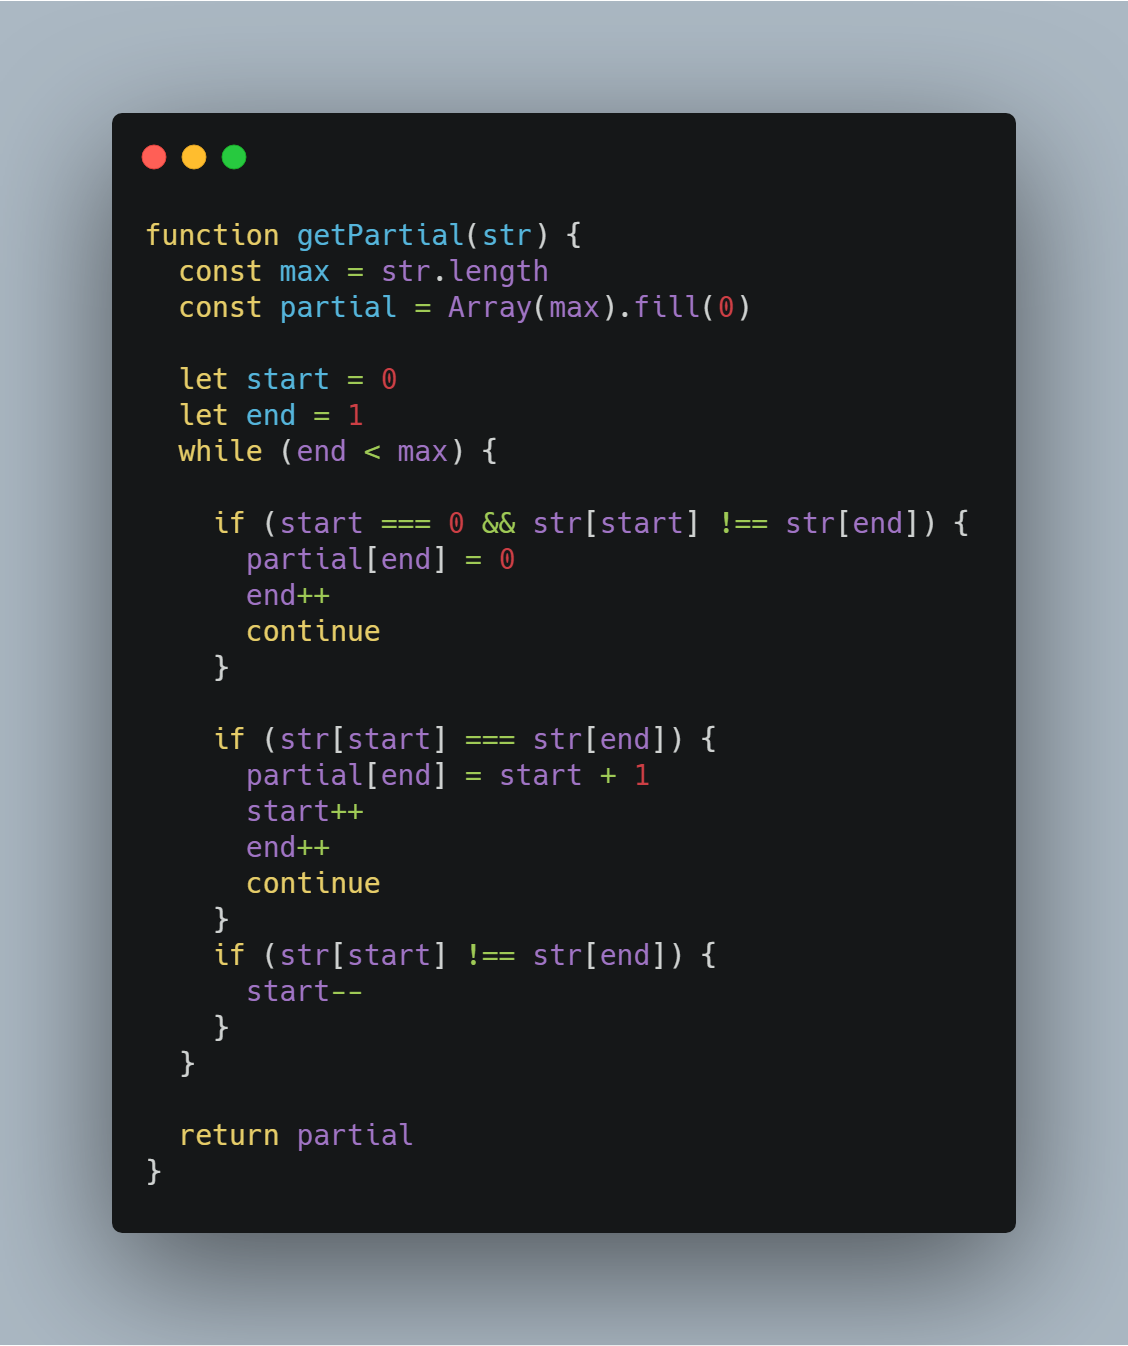 function getPartial(str) {
  const max = str.length
  const partial = Array(max).fill(0)

  let start = 0
  let end = 1
  while (end < max) {

    if (start === 0 && str[start] !== str[end]) {
      partial[end] = 0
      end++
      continue
    }

    if (str[start] === str[end]) {
      partial[end] = start + 1
      start++
      end++
      continue
    }
    if (str[start] !== str[end]) {
      start--
    }
  }

  return partial
}